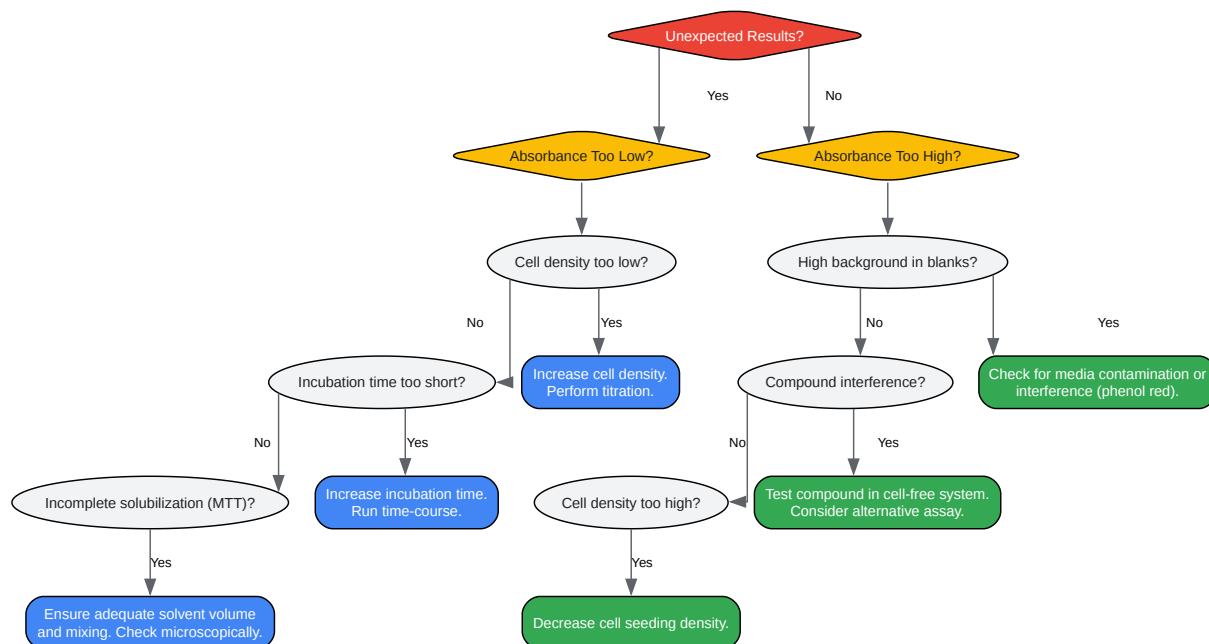 Unexpected Results?
Yes
No
Absorbance Too Low?
Absorbance Too High?
Cell density too low?
High background in blanks?
No
Yes
No
Yes
Incubation time too short?
Increase cell density.
Perform titration.
Compound interference?
Check for media contamination or
interference (phenol red).
No
Yes
No
Yes
Incomplete solubilization (MTT)?
Increase incubation time.
Run time-course.
Cell density too high?
Test compound in cell-free system.
Consider alternative assay.
Yes
Yes
Ensure adequate solvent volume
and mixing. Check microscopically.
Decrease cell seeding density.